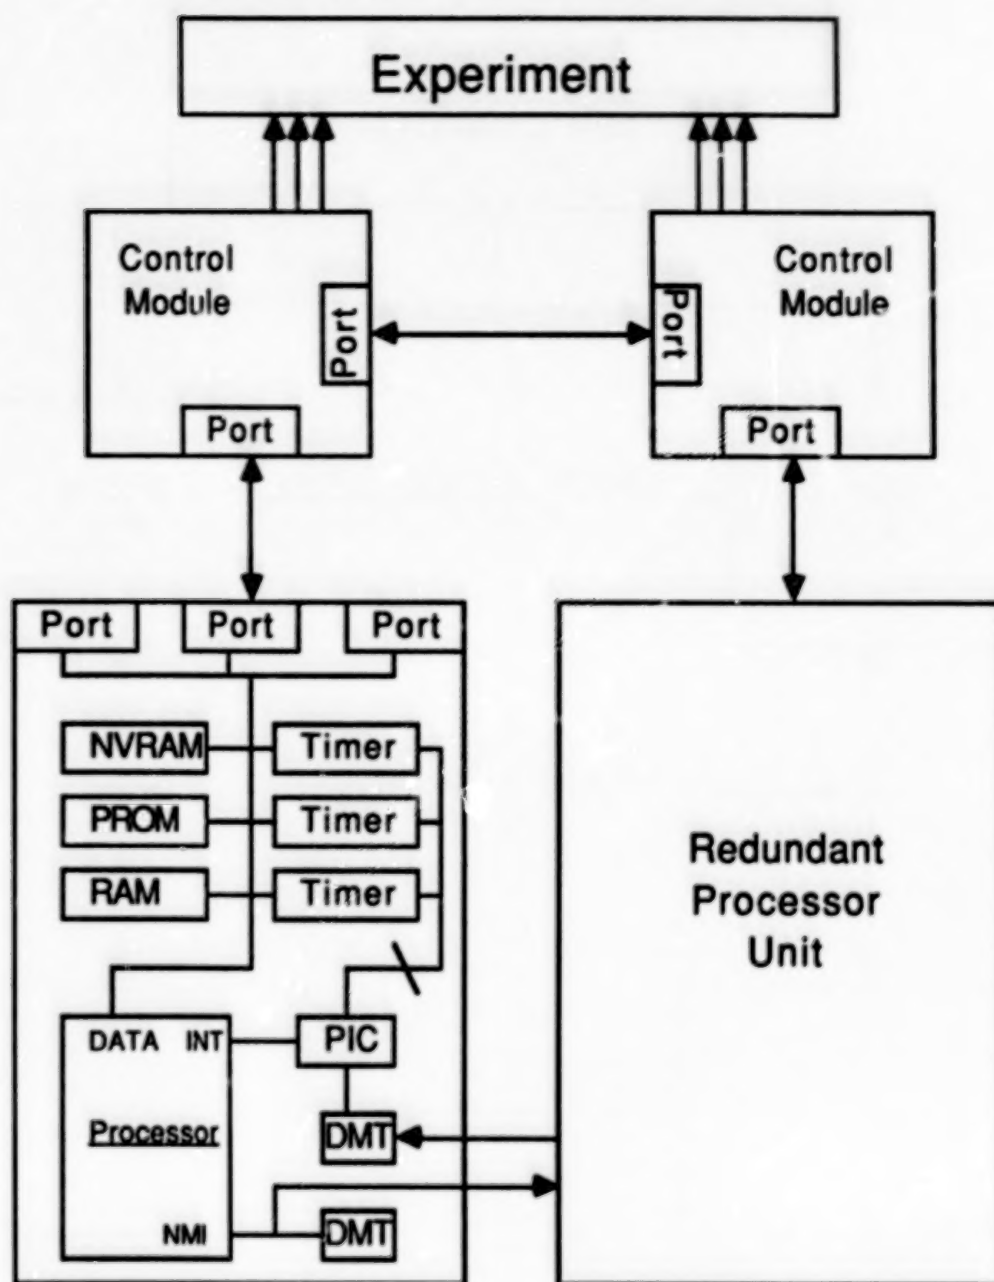 Experiment
Control
Module
Port
Port
Control
Module
Port
Port
Port
Port
Port
NVRAM
Timer
PROM
Timer
RAM
Timer
DATA
INT
PIC
Processor
DMT
NMI
DMT
Redundant
Processor
Unit